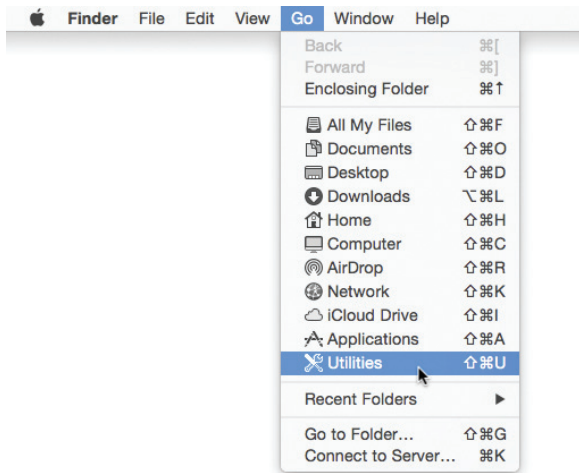 Finder File Edit View Go Window Help
Back ⌘[
Forward ⌘]
Enclosing Folder ⌘↑
All My Files ⇧⌘F
Documents ⇧⌘O
Desktop ⇧⌘D
Downloads ⌥⌘L
Home ⇧⌘H
Computer ⇧⌘C
AirDrop ⇧⌘R
Network ⇧⌘K
iCloud Drive ⇧⌘I
Applications ⇧⌘A
Utilities ⇧⌘U
Recent Folders ▶
Go to Folder... ⇧⌘G
Connect to Server... ⌘K